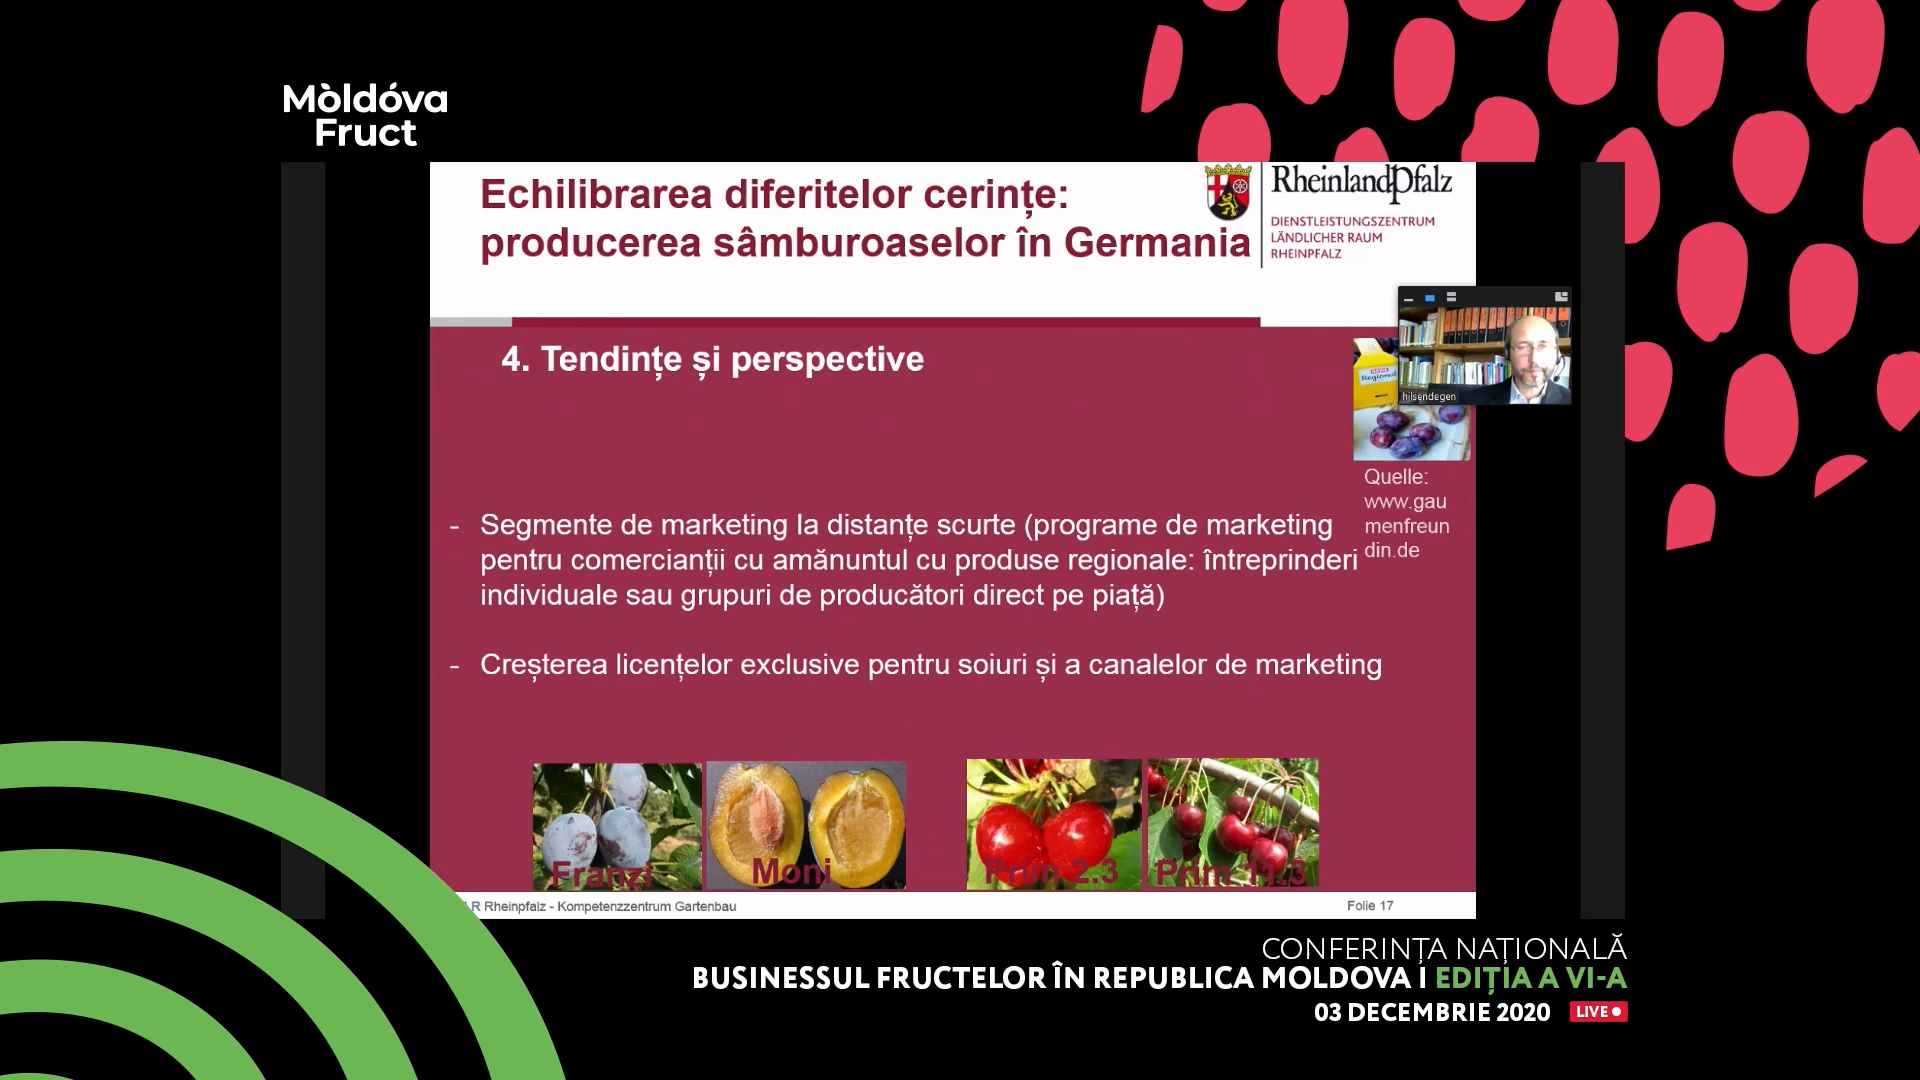 Mòldóva
Fruct
Echilibrarea diferitelor cerințe:
producerea sâmburoaselor în Germania
RheinlandPfalz
DIENSTLEISTUNGSZENTRUM
LÄNDLICHER RAUM
RHEINPFALZ
4. Tendințe și perspective
Regional
hilsendegen
Quelle:
www.gau
menfreun
din.de
- Segmente de marketing la distanțe scurte (programe de marketing
pentru comercianții cu amănuntul cu produse regionale: întreprinderi
individuale sau grupuri de producători direct pe piață)
- Creșterea licențelor exclusive pentru soiuri și a canalelor de marketing
Franzi
Moni
Prim 2.3
Prim 11.3
R Rheinpfalz - Kompetenzzentrum Gartenbau
Folie 17
CONFERINȚA NAȚIONALĂ
BUSINESSUL FRUCTELOR ÎN REPUBLICA MOLDOVA I EDIȚIA A VI-A
03 DECEMBRIE 2020 LIVE